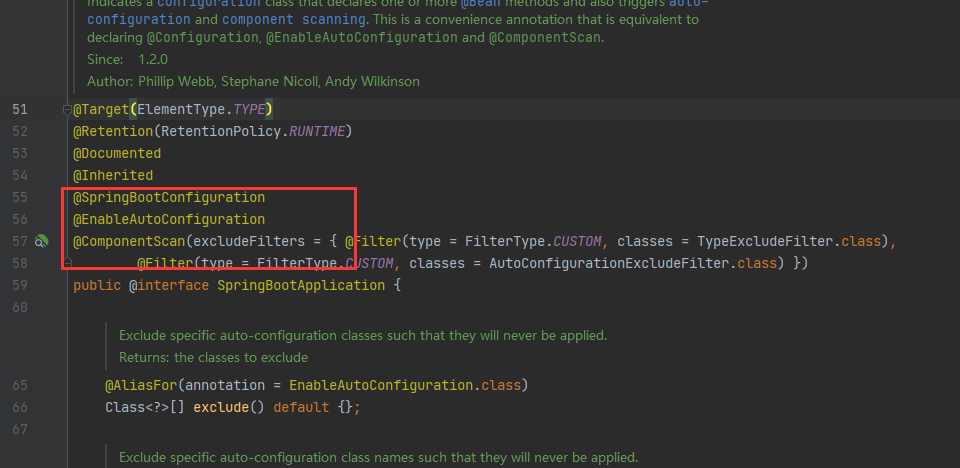 Indicates a configuration class that declares one or more @Bean methods and also triggers auto-
configuration and component scanning. This is a convenience annotation that is equivalent to
declaring @Configuration, @EnableAutoConfiguration and @ComponentScan.
Since: 1.2.0
Author: Phillip Webb, Stephane Nicoll, Andy Wilkinson
51 @Target(ElementType.TYPE)
52 @Retention(RetentionPolicy.RUNTIME)
53 @Documented
54 @Inherited
55 @SpringBootConfiguration
56 @EnableAutoConfiguration
57 @ComponentScan(excludeFilters = { @Filter(type = FilterType.CUSTOM, classes = TypeExcludeFilter.class),
58 @Filter(type = FilterType.CUSTOM, classes = AutoConfigurationExcludeFilter.class) })
59 public @interface SpringBootApplication {
60
Exclude specific auto-configuration classes such that they will never be applied.
Returns: the classes to exclude
65 @AliasFor(annotation = EnableAutoConfiguration.class)
66 Class<?>[] exclude() default {};
67
Exclude specific auto-configuration class names such that they will never be applied.